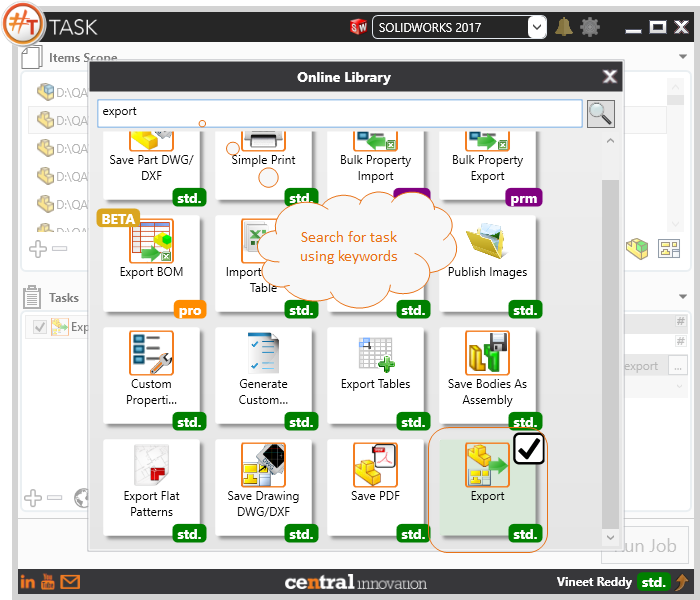 #T TASK
SW SOLIDWORKS 2017
Items Scope
Online Library
export
D:\QA
D:\QA
D:\QA
D:\QA
D:\QA
Save Part DWG/
DXF
std.
Simple Print
std.
Bulk Property
Import
Bulk Property
Export
prm
BETA
Export BOM
pro
Search for task
using keywords
Table
std.
std.
Publish Images
std.
Tasks
Custom
Properti...
std.
Generate
Custom...
std.
Export Tables
std.
Save Bodies As
Assembly
std.
#
#
export
...
Export Flat
Patterns
std.
Save Drawing
DWG/DXF
std.
Save PDF
std.
Export
std.
Run Job
in
You
Tube
central innovation
Vineet Reddy
std.